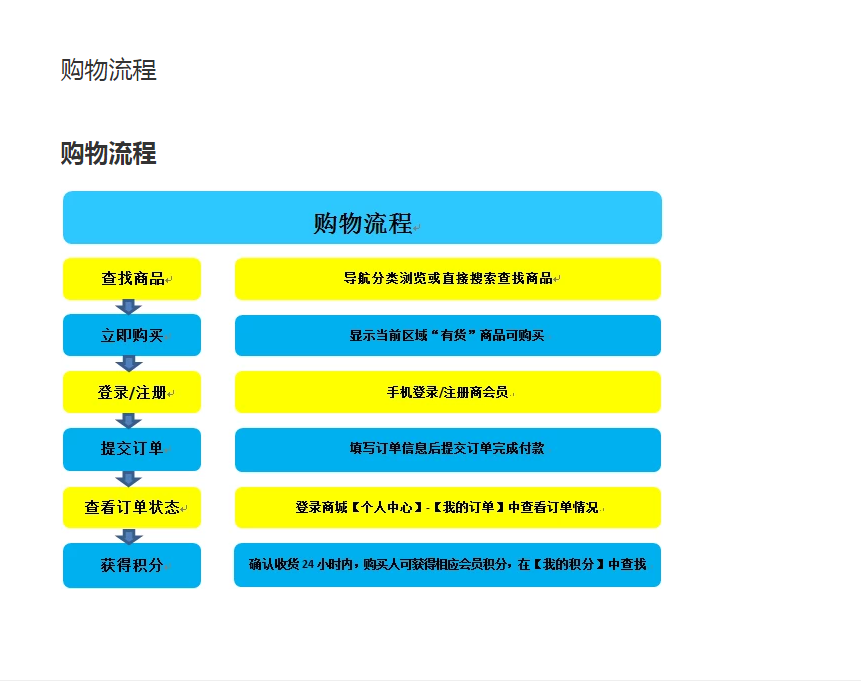 购物流程
购物流程
购物流程
查找商品
导航分类浏览或直接搜索查找商品
立即购买
显示当前区域“有货”商品可购买
登录/注册
手机登录/注册商会员
提交订单
填写订单信息后提交订单完成付款
查看订单状态
登录商城【个人中心】-【我的订单】中查看订单情况
获得积分
确认收货24小时内，购买人可获得相应会员积分，在【我的积分】中查找